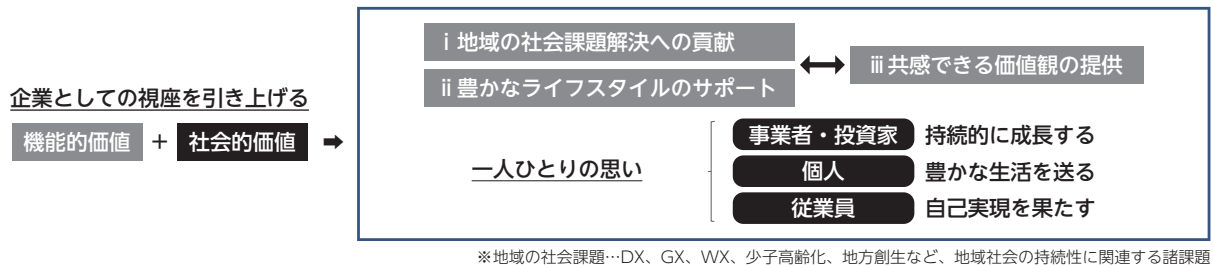 企業としての視座を引き上げる
機能的価値 + 社会的価値 ➡
ⅰ 地域の社会課題解決への貢献
ⅱ 豊かなライフスタイルのサポート
⟷ ⅲ 共感できる価値観の提供
一人ひとりの思い
事業者・投資家 持続的に成長する
個人 豊かな生活を送る
従業員 自己実現を果たす
※地域の社会課題…DX、GX、WX、少子高齢化、地方創生など、地域社会の持続性に関連する諸課題